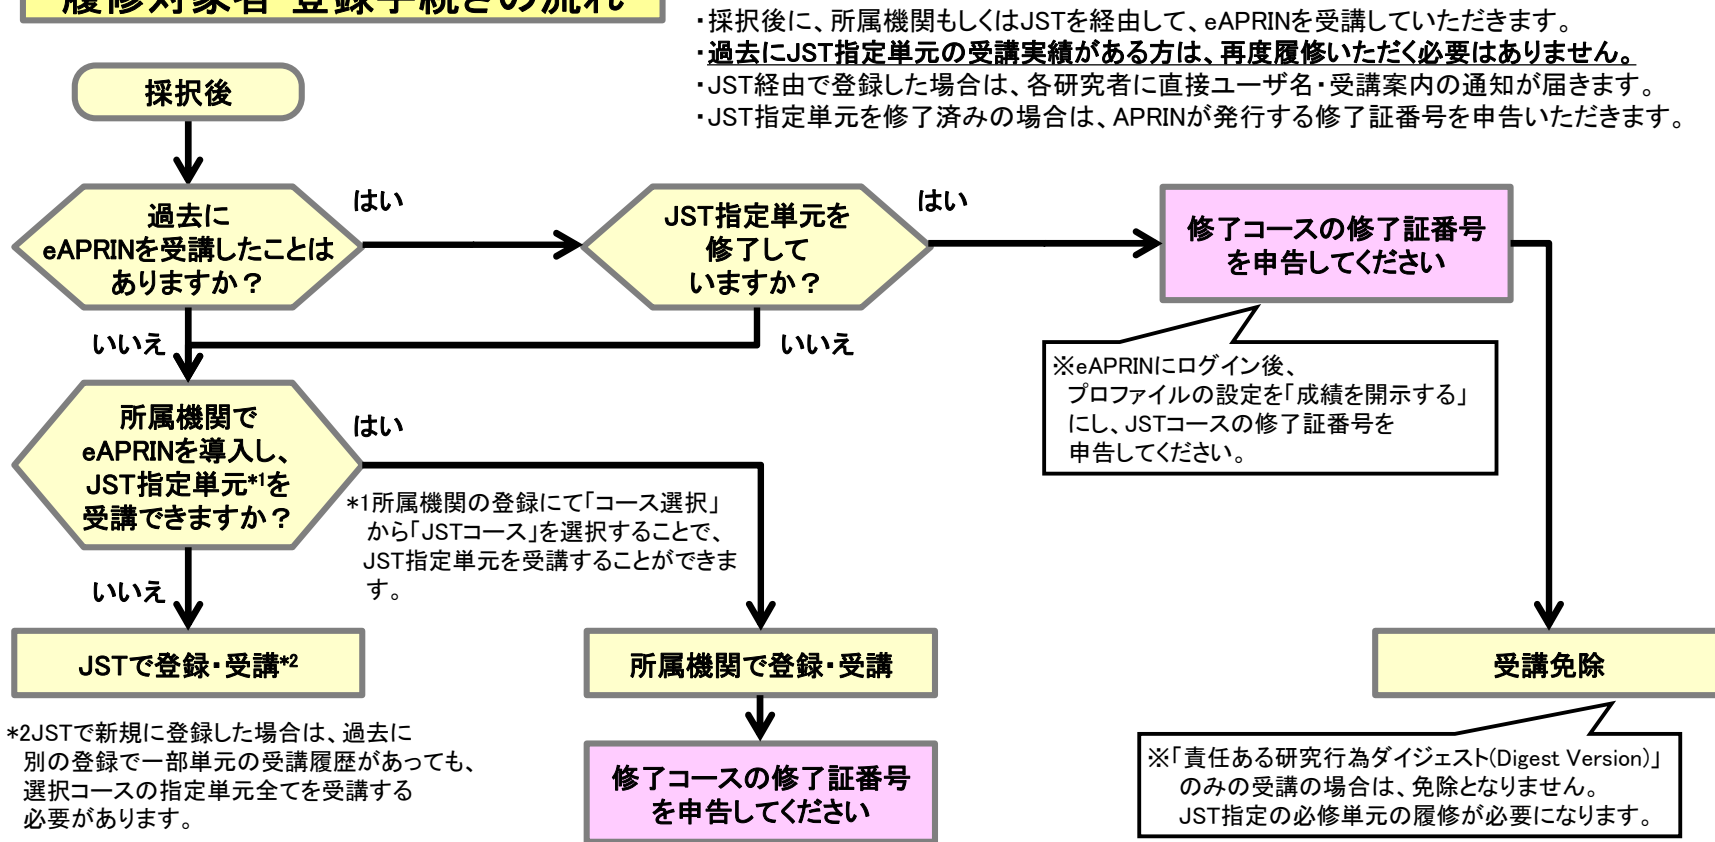 履修対象者 登録手続きの流れ
・採択後に、所属機関もしくはJSTを経由して、eAPRINを受講していただきます。
・過去にJST指定単元の受講実績がある方は、再度履修いただく必要はありません。
・JST経由で登録した場合は、各研究者に直接ユーザ名・受講案内の通知が届きます。
・JST指定単元を修了済みの場合は、APRINが発行する修了証番号を申告いただきます。
採択後
過去に
eAPRINを受講したことは
ありますか？
はい
JST指定単元を
修了して
いますか？
はい
修了コースの修了証番号
を申告してください
いいえ
いいえ
※eAPRINにログイン後、
プロファイルの設定を「成績を開示する」
にし、JSTコースの修了証番号を
申告してください。
所属機関で
eAPRINを導入し、
JST指定単元*1を
受講できますか？
はい
*1所属機関の登録にて「コース選択」
から「JSTコース」を選択することで、
JST指定単元を受講することができま
す。
いいえ
JSTで登録・受講*2
所属機関で登録・受講
受講免除
*2JSTで新規に登録した場合は、過去に
別の登録で一部単元の受講履歴があっても、
選択コースの指定単元全てを受講する
必要があります。
修了コースの修了証番号
を申告してください
※「責任ある研究行為ダイジェスト(Digest Version)」
のみの受講の場合は、免除となりません。
JST指定の必修単元の履修が必要になります。